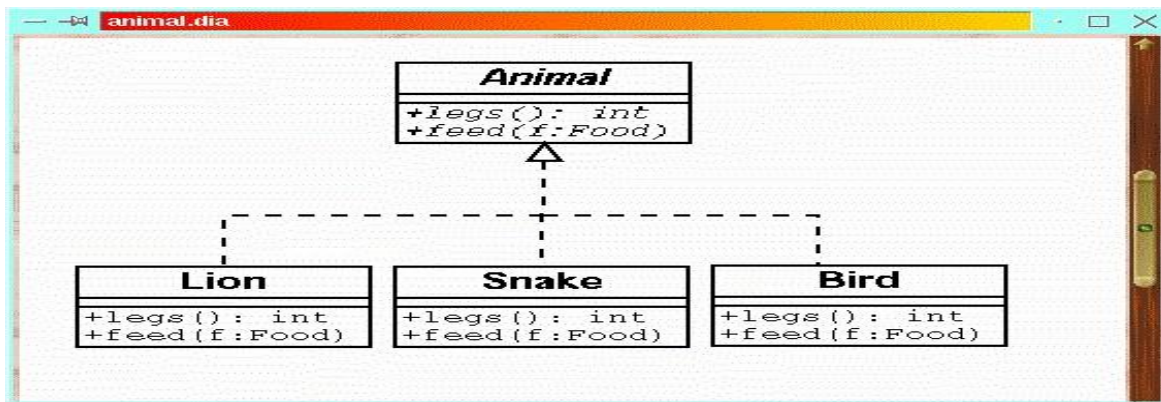 animal.dia
Animal
+legs(): int
+feed(f:Food)
Lion
+legs(): int
+feed(f:Food)
Snake
+legs(): int
+feed(f:Food)
Bird
+legs(): int
+feed(f:Food)